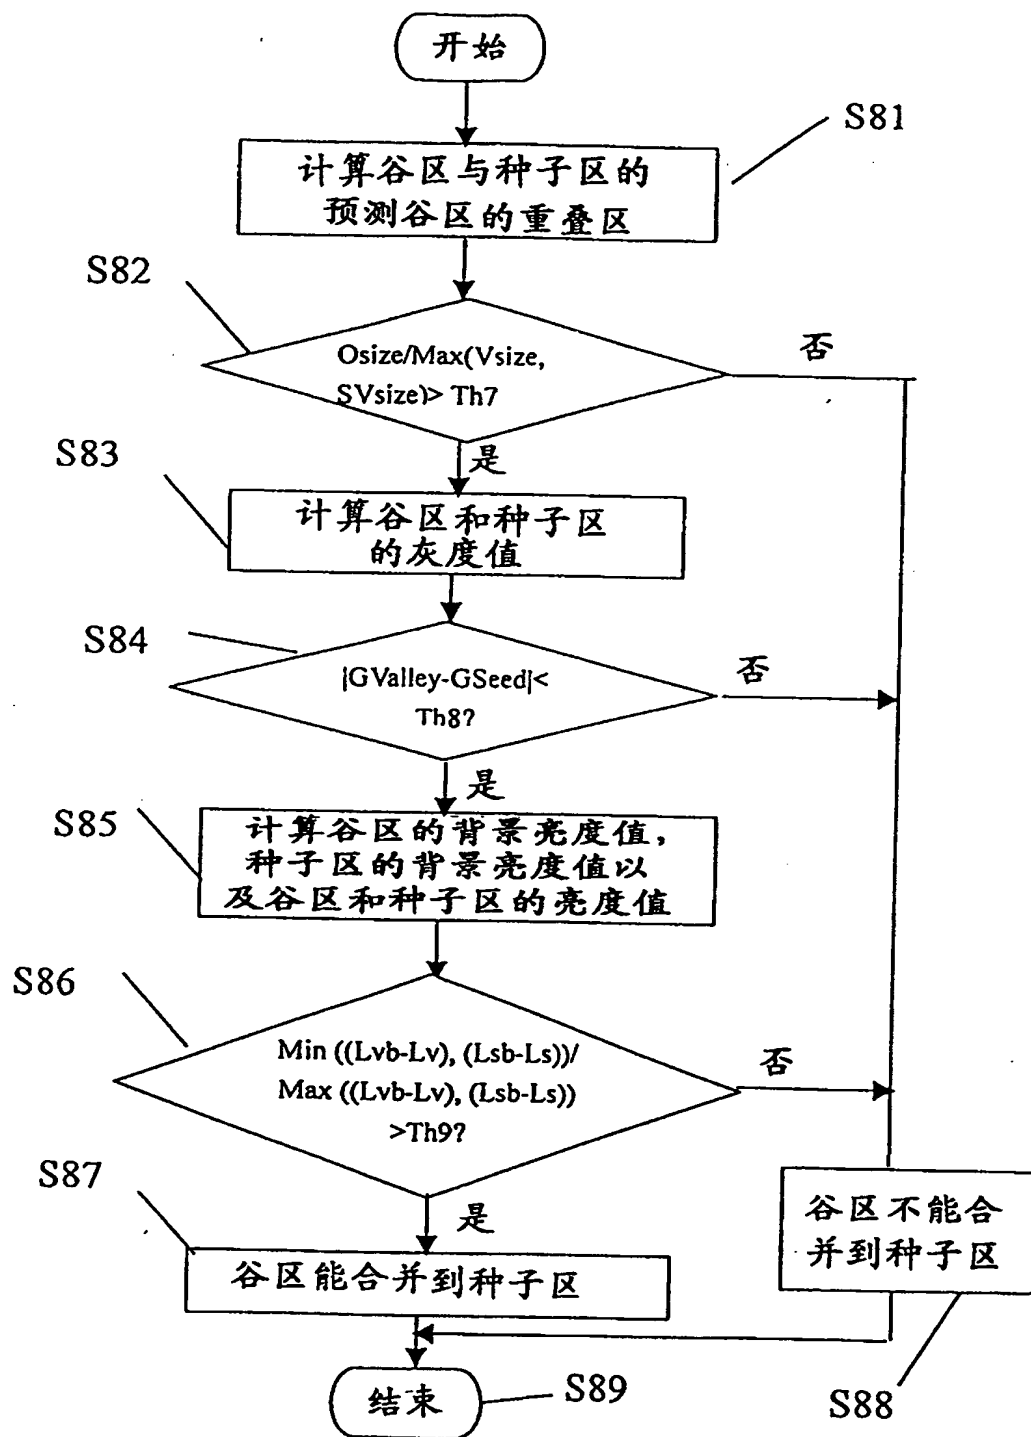 开始
S81
计算谷区与种子区的
预测谷区的重叠区
S82
Osize/Max(Vsize,
SVsize)> Th7
否
是
S83
计算谷区和种子区
的灰度值
S84
|GValley-GSeed|<
Th8?
否
是
S85
计算谷区的背景亮度值,
种子区的背景亮度值以
及谷区和种子区的亮度值
S86
Min ((Lvb-Lv), (Lsb-Ls))/
Max ((Lvb-Lv), (Lsb-Ls))
>Th9?
否
是
S87
谷区能合并到种子区
谷区不能合
并到种子区
S88
结束
S89